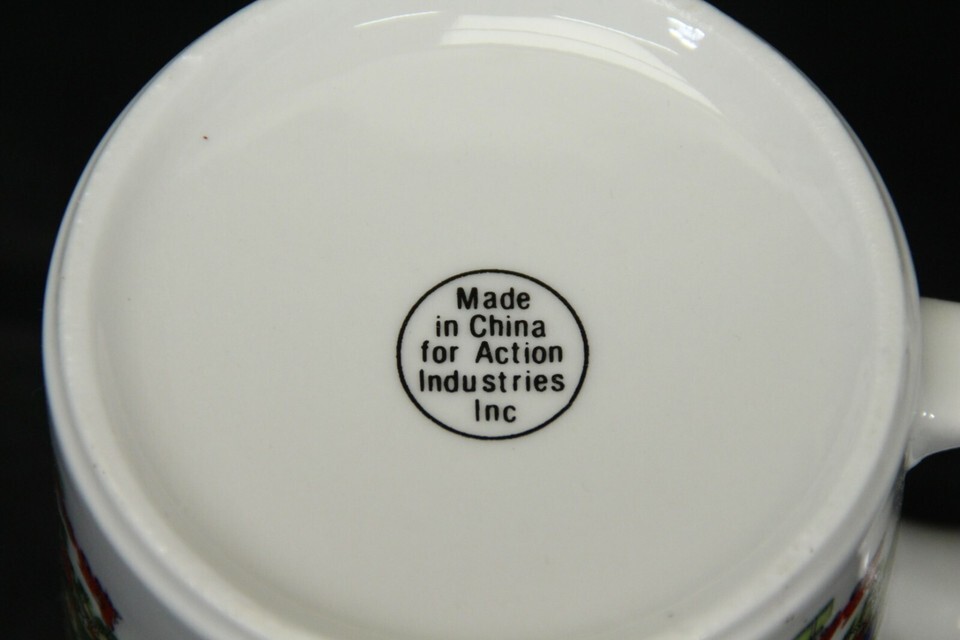 Made
in China
for Action
Industries
Inc